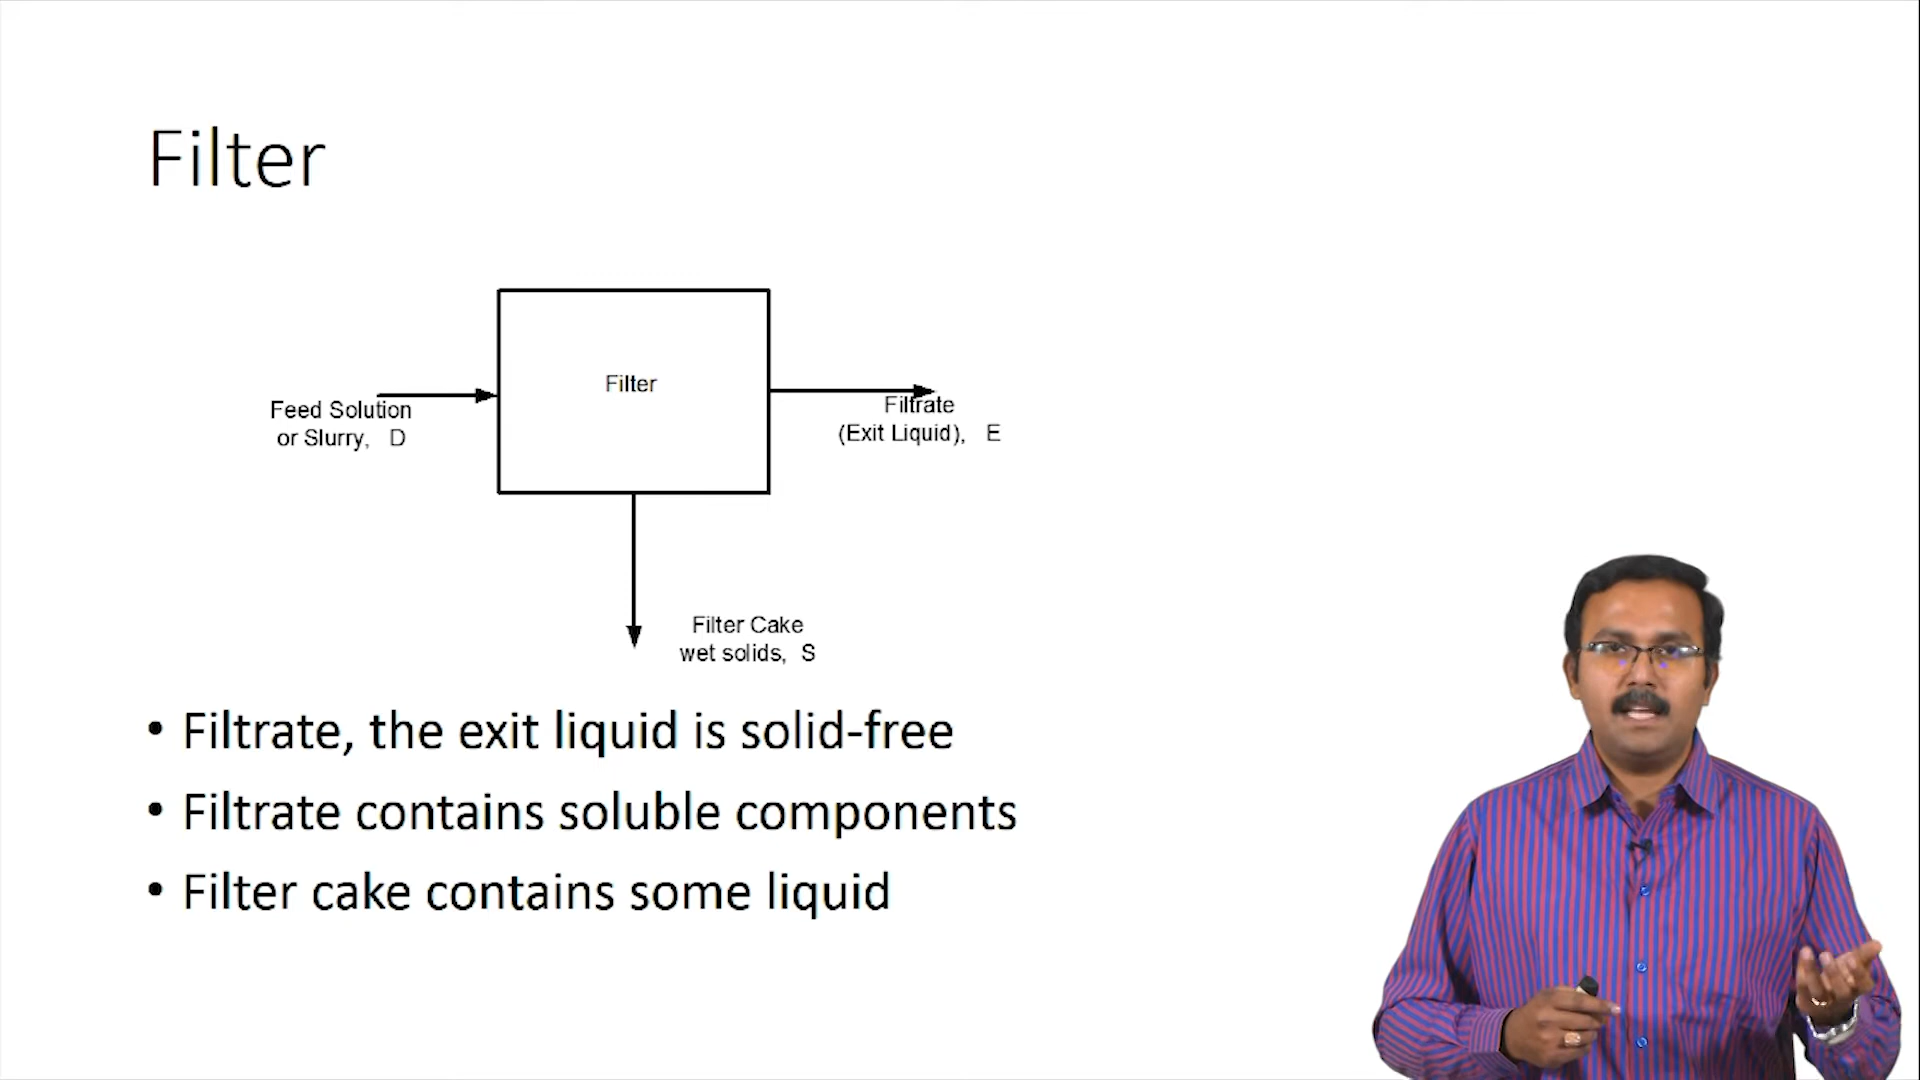 Filter
Filter
Feed Solution
or Slurry, D
Filtrate
(Exit Liquid), E
Filter Cake
wet solids, S
• Filtrate, the exit liquid is solid-free
• Filtrate contains soluble components
• Filter cake contains some liquid